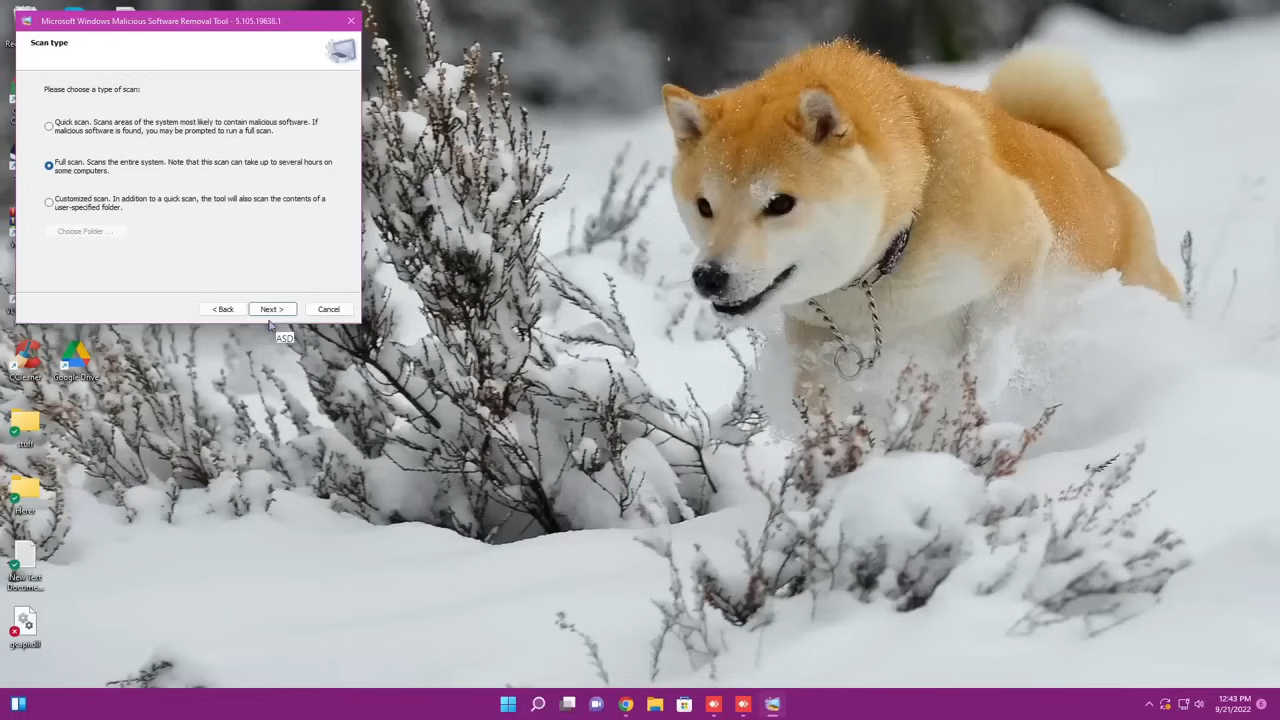 Microsoft Windows Malicious Software Removal Tool - 5.105.19638.1
Scan type
Please choose a type of scan:
Quick scan. Scans areas of the system most likely to contain malicious software. If
malicious software is found, you may be prompted to run a full scan.
Full scan. Scans the entire system. Note that this scan can take up to several hours on
some computers.
Customized scan. In addition to a quick scan, the tool will also scan the contents of a
user-specified folder.
Choose Folder ...
< Back
Next >
Cancel
ASD
CCleaner
Google Drive
stuff
New Text
Docume...
gcapi.dll
12:43 PM
9/21/2022
6